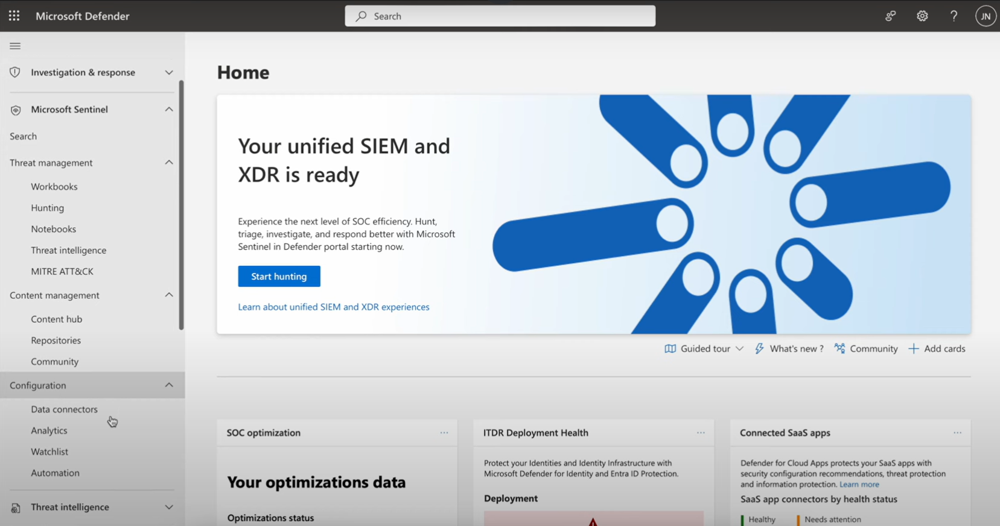 Microsoft Defender
Search
JN
Investigation & response
Microsoft Sentinel
Search
Threat management
Workbooks
Hunting
Notebooks
Threat intelligence
MITRE ATT&CK
Content management
Content hub
Repositories
Community
Configuration
Data connectors
Analytics
Watchlist
Automation
Threat intelligence
Home
Your unified SIEM and
XDR is ready
Experience the next level of SOC efficiency. Hunt,
triage, investigate, and respond better with Microsoft
Sentinel in Defender portal starting now.
Start hunting
Learn about unified SIEM and XDR experiences
Guided tour
What's new ?
Community
Add cards
SOC optimization
Your optimizations data
Optimizations status
ITDR Deployment Health
Protect your Identities and Identity Infrastructure with
Microsoft Defender for Identity and Entra ID Protection.
Deployment
Connected SaaS apps
Defender for Cloud Apps protects your SaaS apps with
security configuration recommendations, threat protection
and information protection. Learn more
SaaS app connectors by health status
Healthy
Needs attention